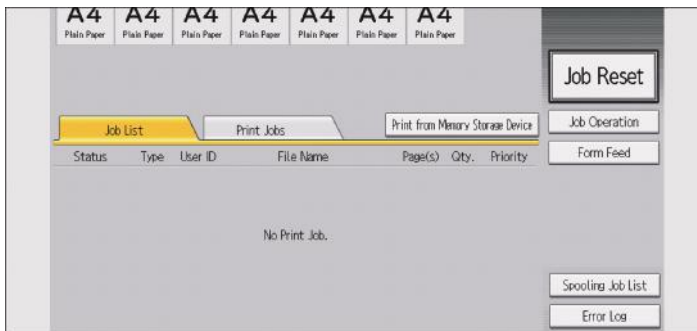 A4 A4 A4 A4 A4 A4 A4
Plain Paper Plain Paper Plain Paper Plain Paper Plain Paper Plain Paper Plain Paper
Job Reset
Job List Print Jobs Print from Memory Storage Device Job Operation
Status Type User ID File Name Page(s) Qty. Priority Form Feed
No Print Job.
Spooling Job List
Error Log